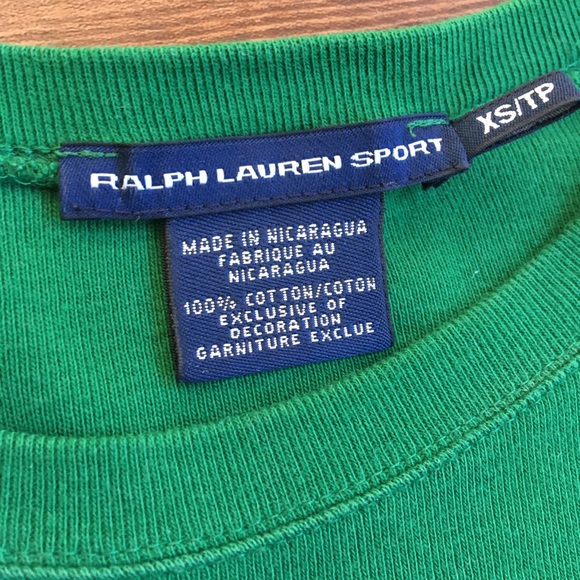 RALPH LAUREN SPORT
XS/TP
MADE IN NICARAGUA
FABRIQUE AU
NICARAGUA
100% COTTON/COTON
EXCLUSIVE OF
DECORATION
GARNITURE EXCLUE